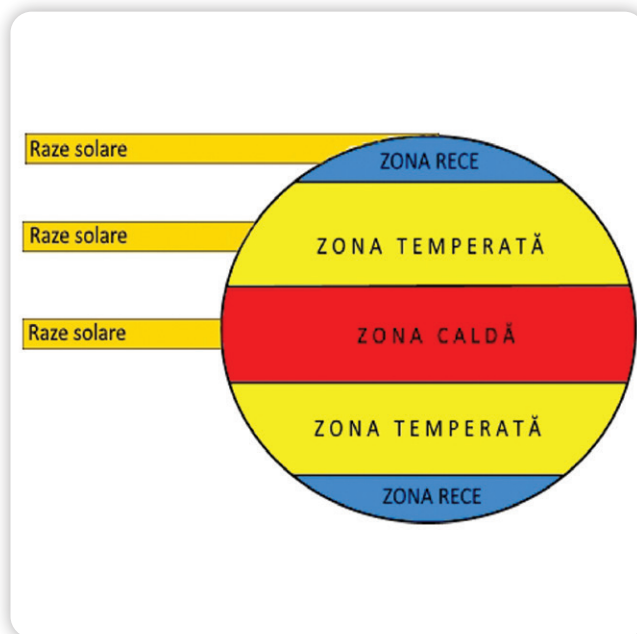 Raze solare
ZONA RECE
Raze solare
ZONA TEMPERATĂ
Raze solare
ZONA CALDĂ
ZONA TEMPERATĂ
ZONA RECE